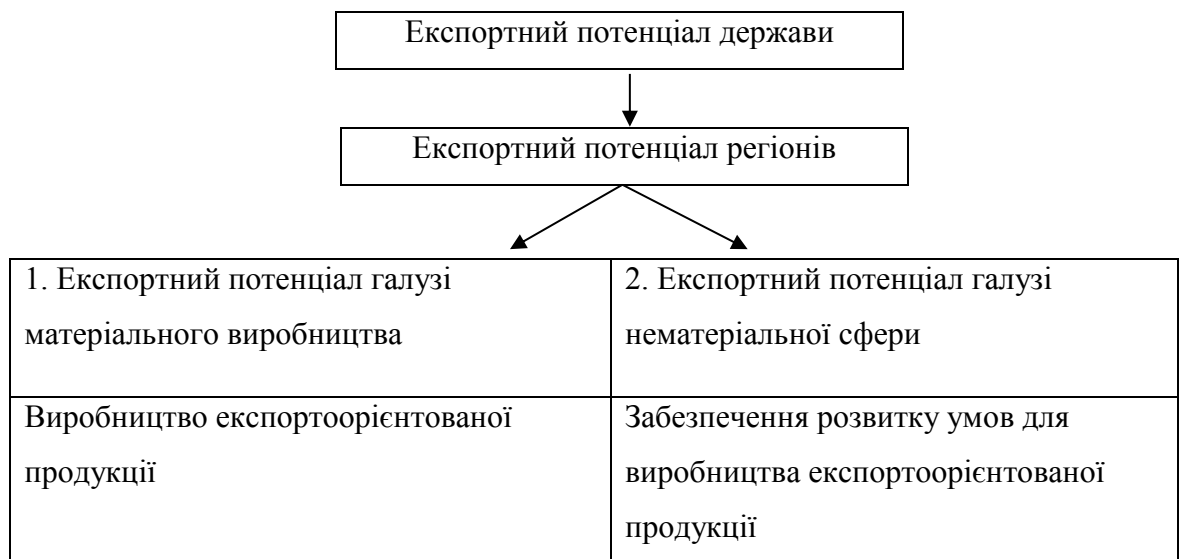 Експортний потенціал держави
Експортний потенціал регіонів
1. Експортний потенціал галузі
матеріального виробництва
2. Експортний потенціал галузі
нематеріальної сфери
Виробництво експортоорієнтованої
продукції
Забезпечення розвитку умов для
виробництва експортоорієнтованої
продукції